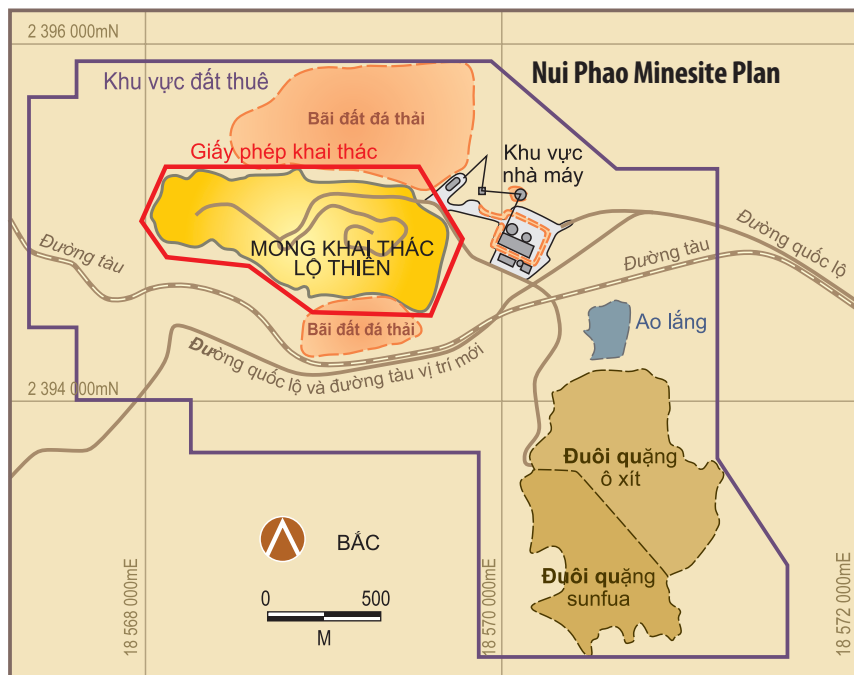 2 396 000mN
Nui Phao Minesite Plan
Khu vực đất thuê
Bãi đất đá thải
Giấy phép khai thác
Khu vực
nhà máy
MONG KHAI THÁC
LỘ THIÊN
Đường tàu
Đường quốc lộ
Đường tàu
Bãi đất đá thải
Ao lắng
Đường quốc lộ và đường tàu vị trí mới
2 394 000mN
Đuôi quặng
ô xít
BẮC
Đuôi quặng
sunfua
0 500
M
18 568 000mE
18 570 000mE
18 572 000mE